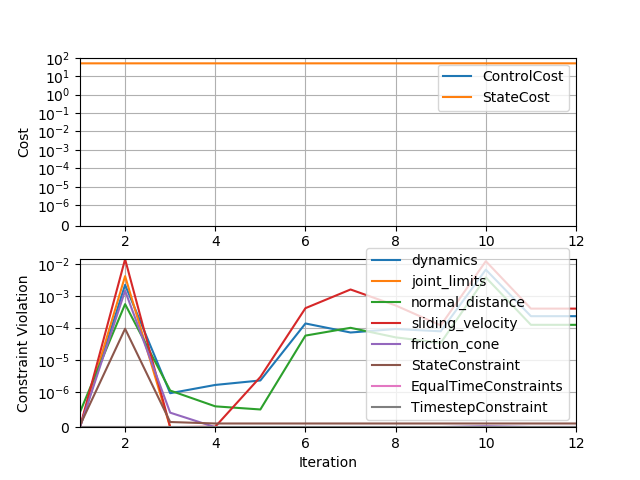 10²
10¹
10⁰
10⁻¹
10⁻²
10⁻³
10⁻⁴
10⁻⁵
10⁻⁶
0
Cost
ControlCost
StateCost
2 4 6 8 10 12
10⁻²
10⁻³
10⁻⁴
10⁻⁵
10⁻⁶
0
Constraint Violation
dynamics
joint_limits
normal_distance
sliding_velocity
friction_cone
StateConstraint
EqualTimeConstraints
TimestepConstraint
2 4 6 8 10 12
Iteration